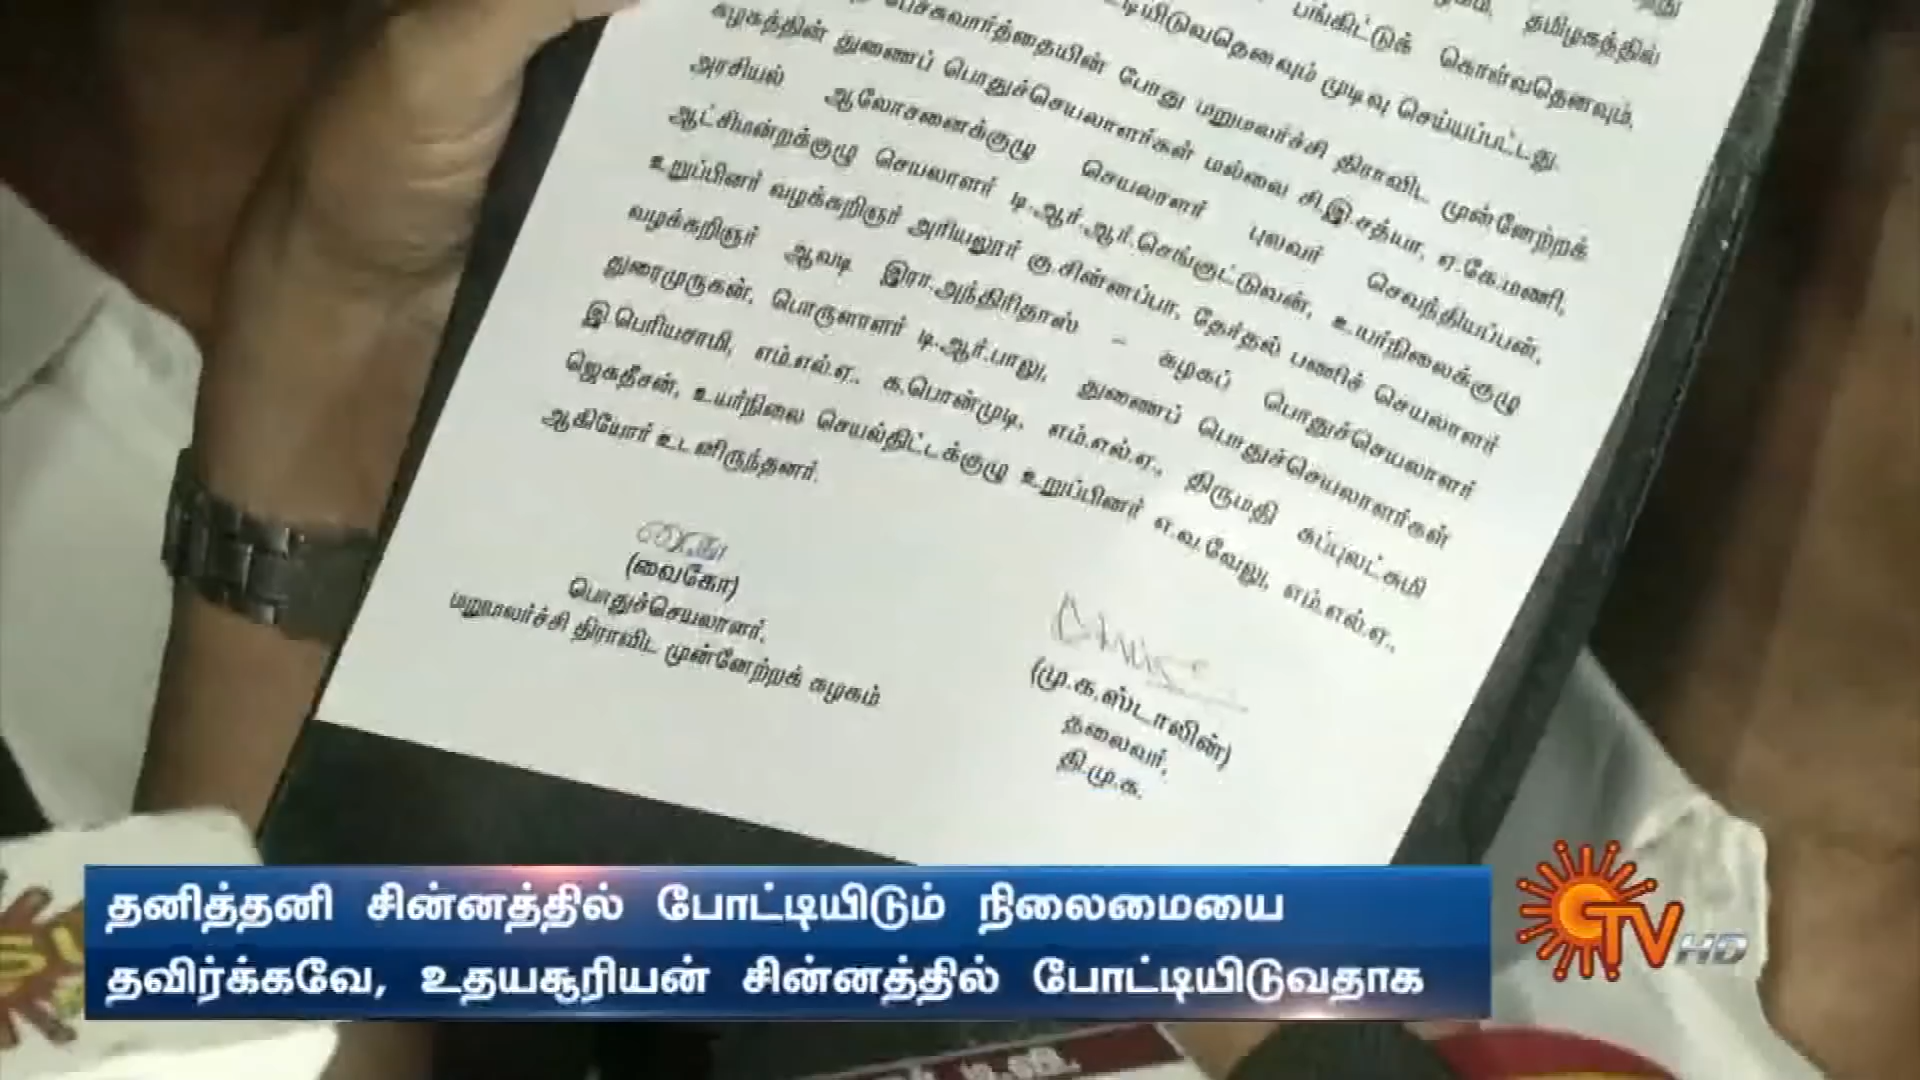 பங்கிட்டுக் கொள்வதெனவும், தமிழகத்தில்
போட்டியிடுவதெனவும் முடிவு செய்யப்பட்டது.
பேச்சுவார்த்தையின் போது மறுமலர்ச்சி திராவிட முன்னேற்றக்
கழகத்தின் துணைப் பொதுச்செயலாளர்கள் மல்லை சி.இ.சத்யா, ஏ.கே.மணி,
அரசியல் ஆலோசனைக்குழு செயலாளர் புலவர் செவந்தியப்பன்,
ஆட்சிமன்றக்குழு செயலாளர் டி.ஆர்.ஆர்.செங்குட்டுவன், உயர்நிலைக்குழு
உறுப்பினர் வழக்கறிஞர் அரியலூர் கு.சின்னப்பா, தேர்தல் பணிச் செயலாளர்
வழக்கறிஞர் ஆவடி இரா.அந்திரிதாஸ் – கழகப் பொதுச்செயலாளர்
துரைமுருகன், பொருளாளர் டி.ஆர்.பாலு, துணைப் பொதுச்செயலாளர்கள்
இ.பெரியசாமி, எம்.எல்.ஏ., க.பொன்முடி, எம்.எல்.ஏ., திருமதி சுப்புலட்சுமி
ஜெகதீசன், உயர்நிலை செயல்திட்டக்குழு உறுப்பினர் எ.வ.வேலு, எம்.எல்.ஏ.,
ஆகியோர் உடனிருந்தனர்.
(வைகோ)
பொதுச்செயலாளர்,
மறுமலர்ச்சி திராவிட முன்னேற்றக் கழகம்
(மு.க.ஸ்டாலின்)
தலைவர்,
தி.மு.க.
தனித்தனி சின்னத்தில் போட்டியிடும் நிலைமையை
தவிர்க்கவே, உதயசூரியன் சின்னத்தில் போட்டியிடுவதாக
TV HD